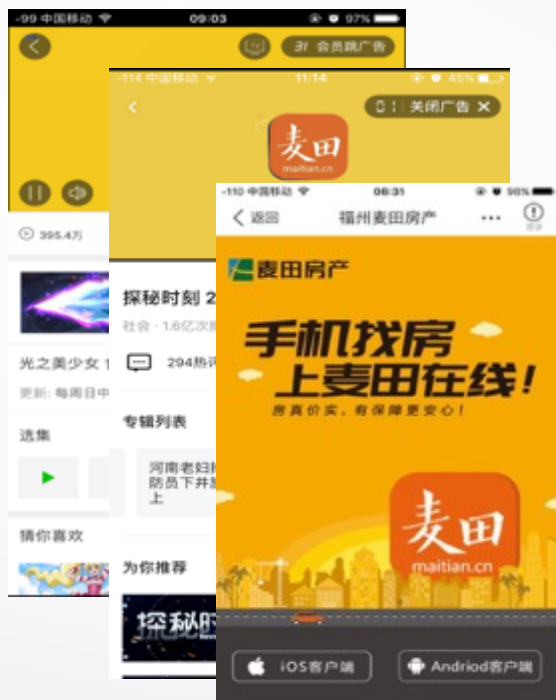 -99 中国移动
09:03
97%
31 会员跳广告
395.4万
光之美少女
更新: 每周日中
选集
猜你喜欢
-114 中国移动
11:14
45%
01 关闭广告 ✕
麦田
maitian.cn
探秘时刻 2
社会 · 1.6亿次
294热评
专辑列表
河南老妇
防员下井
上
为你推荐
探秘时
-110 中国移动
08:31
98%
返回
福州麦田房产
麦田房产
手机找房
上麦田在线!
房真价实,有保障更安心!
麦田
maitian.cn
iOS客户端
Andriod客户端